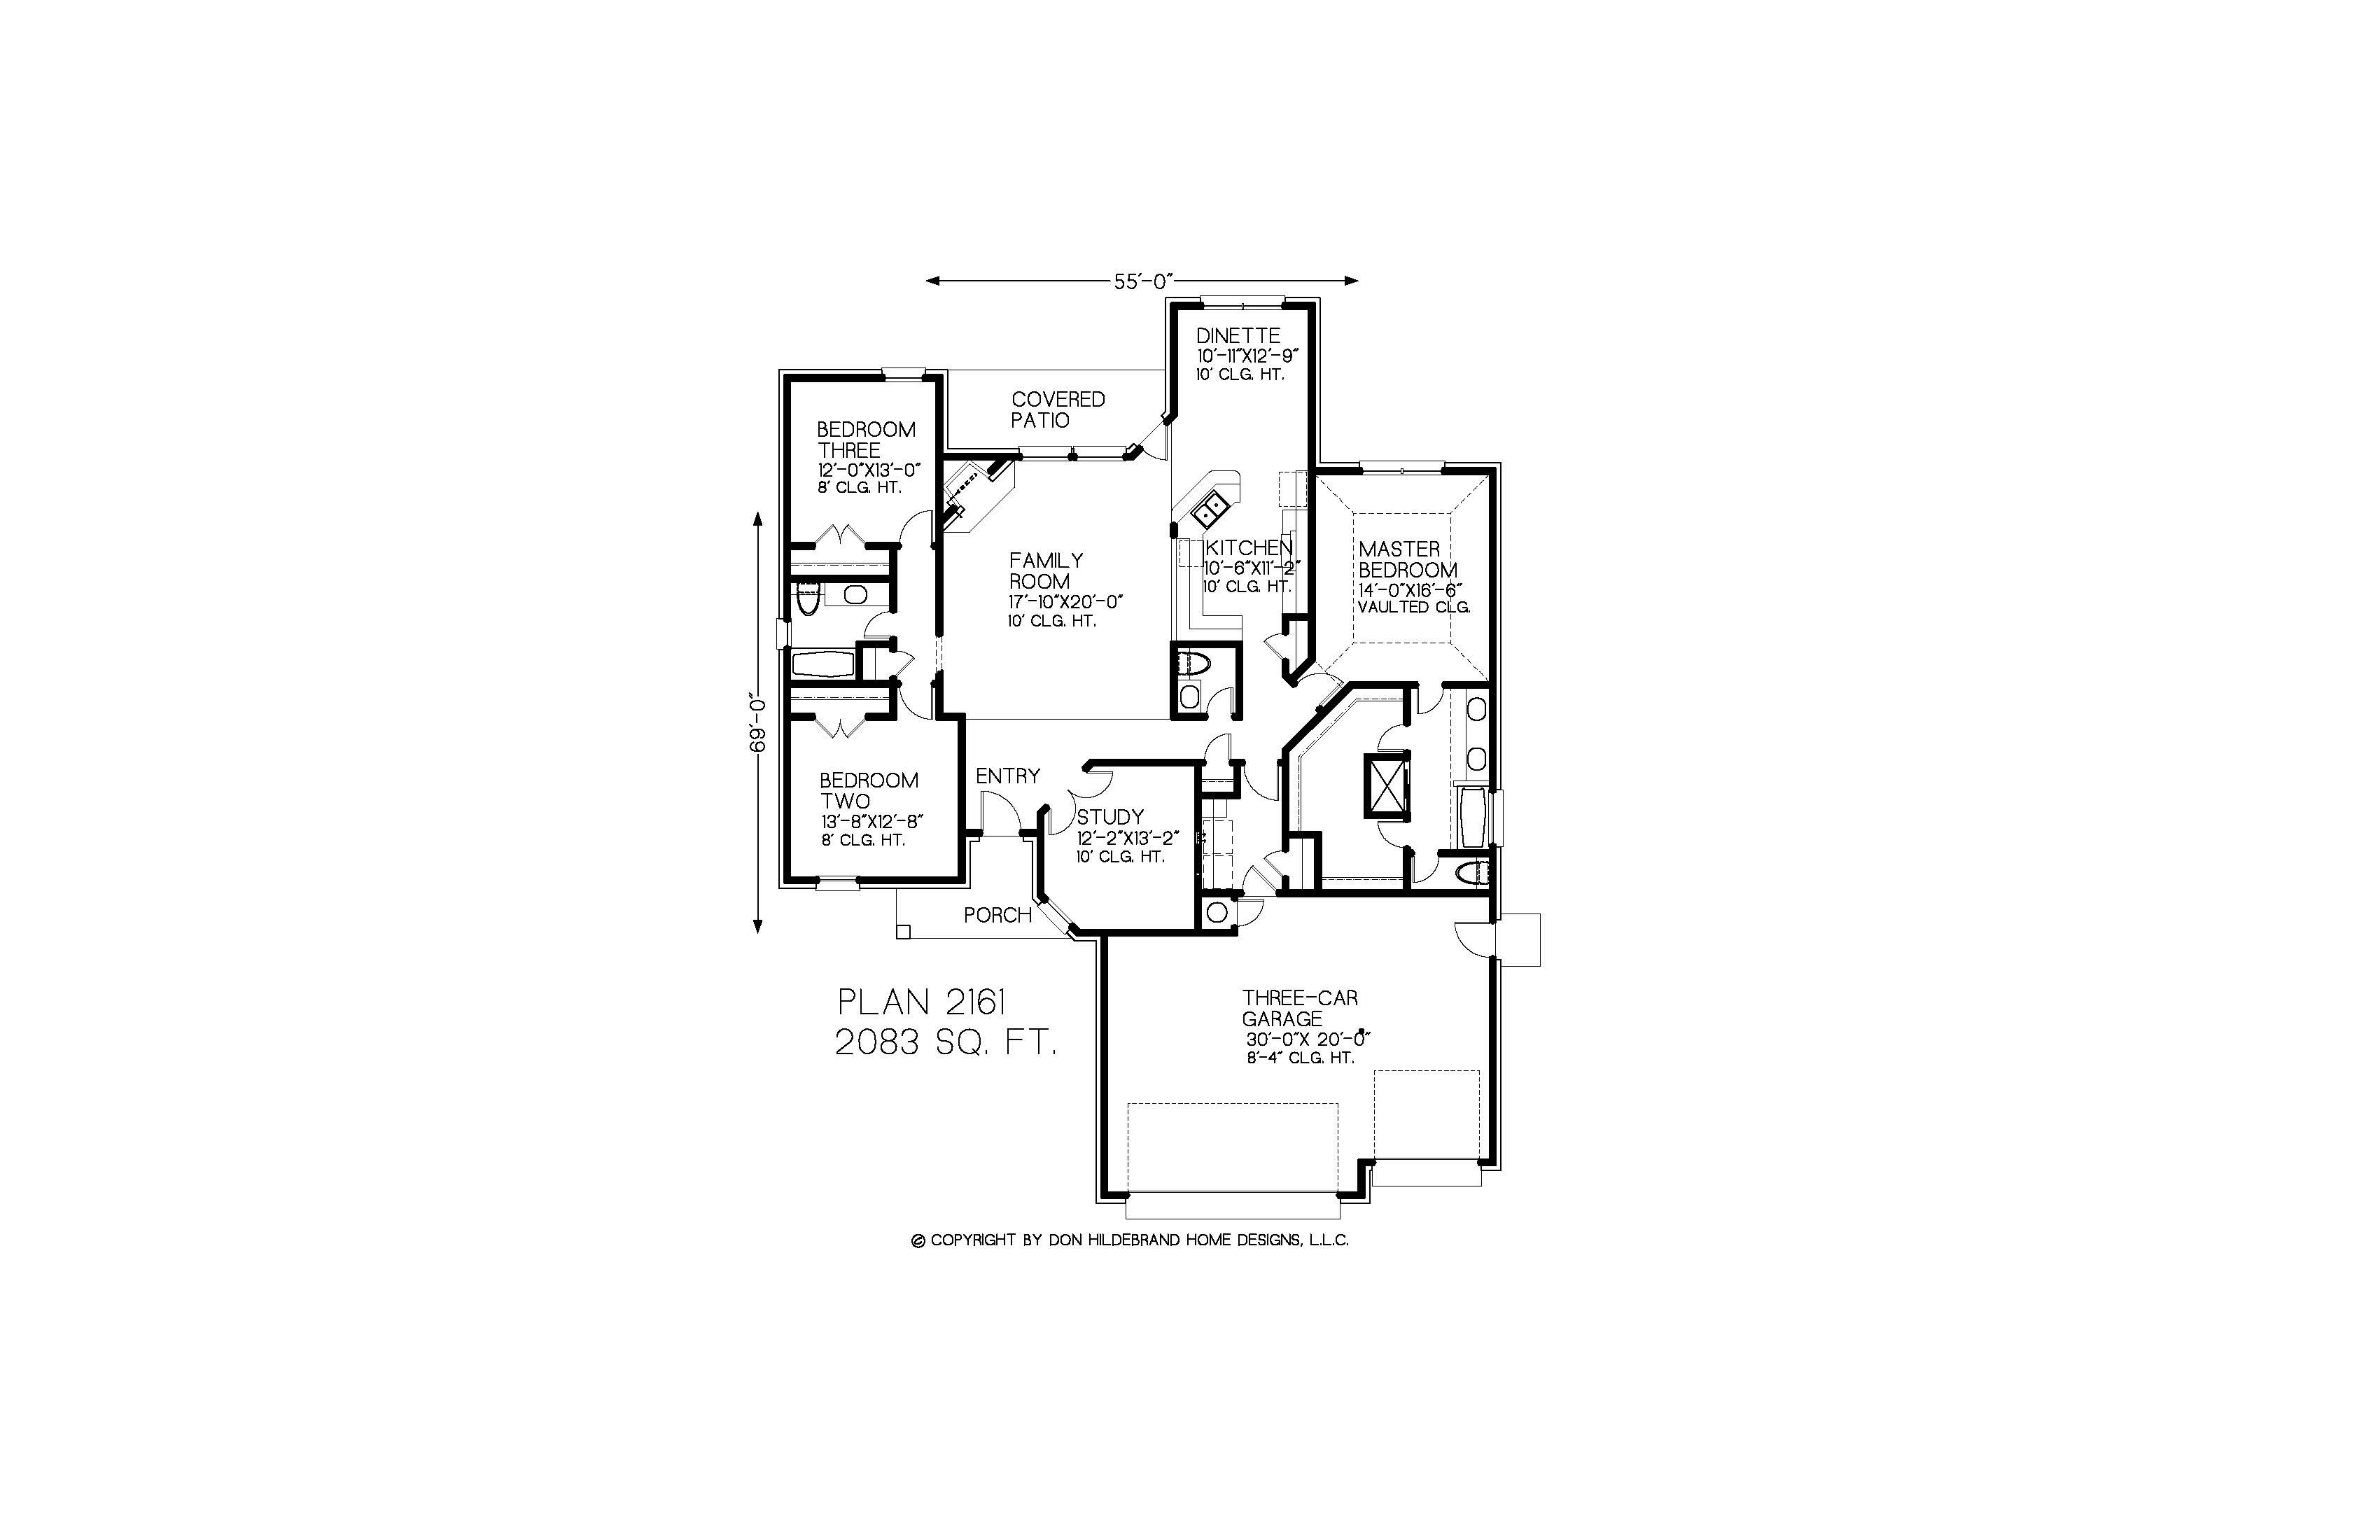 55'-0"
DINETTE
10'-11"X12'-9"
10' CLG. HT.
COVERED
PATIO
BEDROOM
THREE
12'-0"X13'-0"
8' CLG. HT.
FAMILY
ROOM
17'-10"X20'-0"
10' CLG. HT.
KITCHEN
10'-6"X11'-2"
10' CLG. HT.
MASTER
BEDROOM
14'-0"X16'-6"
VAULTED CLG.
69'-0"
ENTRY
BEDROOM
TWO
13'-8"X12'-8"
8' CLG. HT.
STUDY
12'-2"X13'-2"
10' CLG. HT.
PORCH
PLAN 2161
2083 SQ. FT.
THREE-CAR
GARAGE
30'-0"X 20'-0"
8'-4" CLG. HT.
© COPYRIGHT BY DON HILDEBRAND HOME DESIGNS, L.L.C.